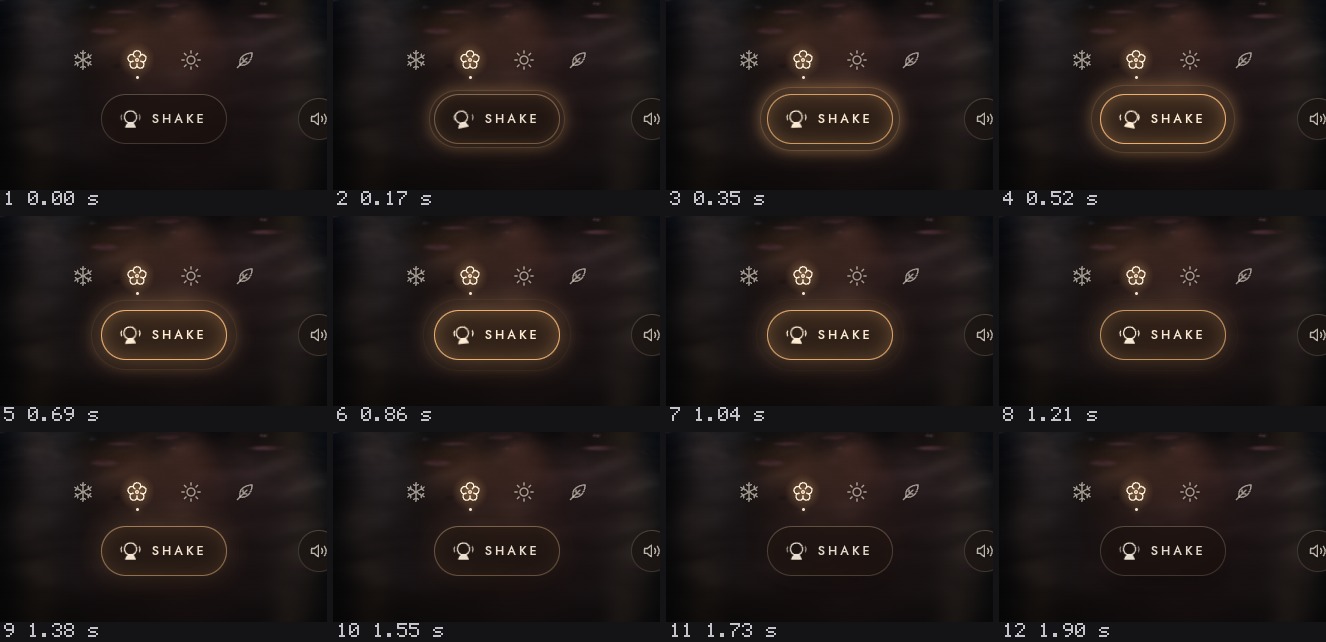 SHAKE SHAKE SHAKE SHAKE
1 0.00 s 2 0.17 s 3 0.35 s 4 0.52 s
SHAKE SHAKE SHAKE SHAKE
5 0.69 s 6 0.86 s 7 1.04 s 8 1.21 s
SHAKE SHAKE SHAKE SHAKE
9 1.38 s 10 1.55 s 11 1.73 s 12 1.90 s